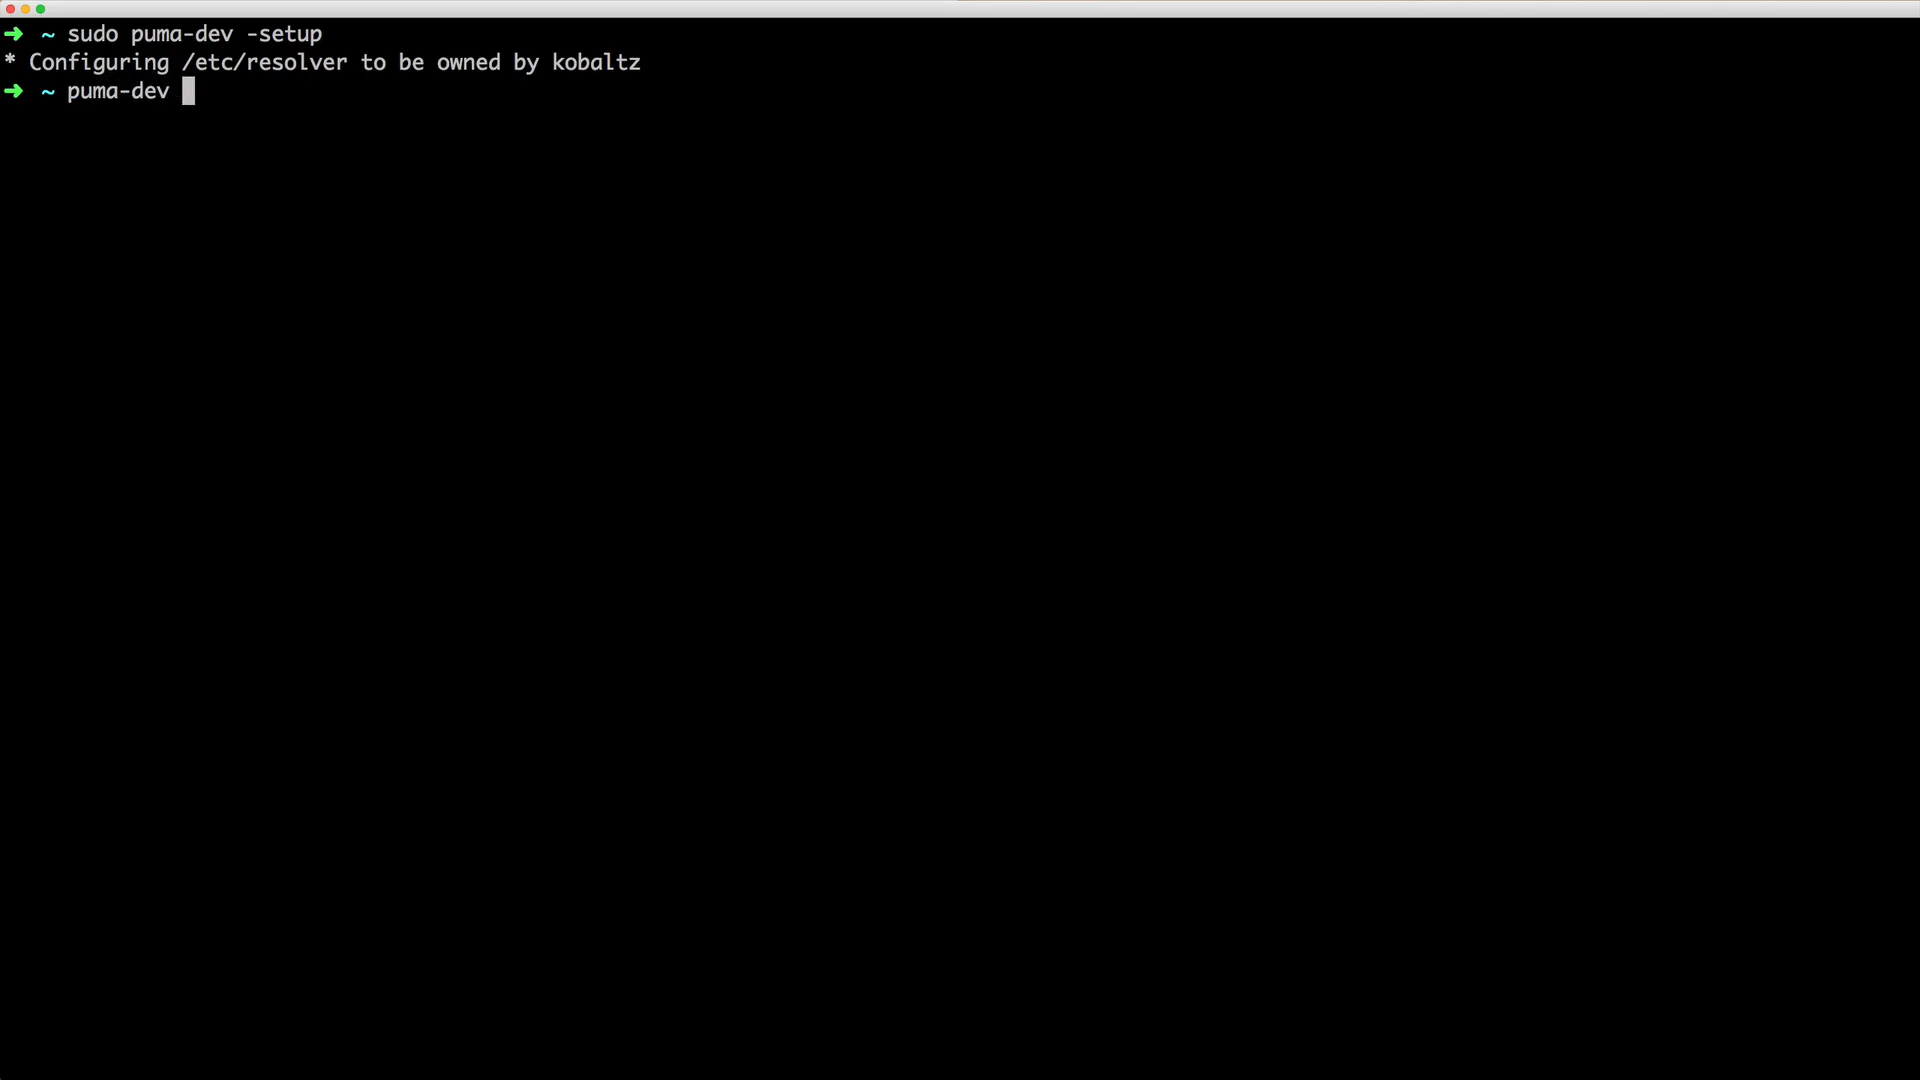 ➜ ~ sudo puma-dev -setup
* Configuring /etc/resolver to be owned by kobaltz
➜ ~ puma-dev